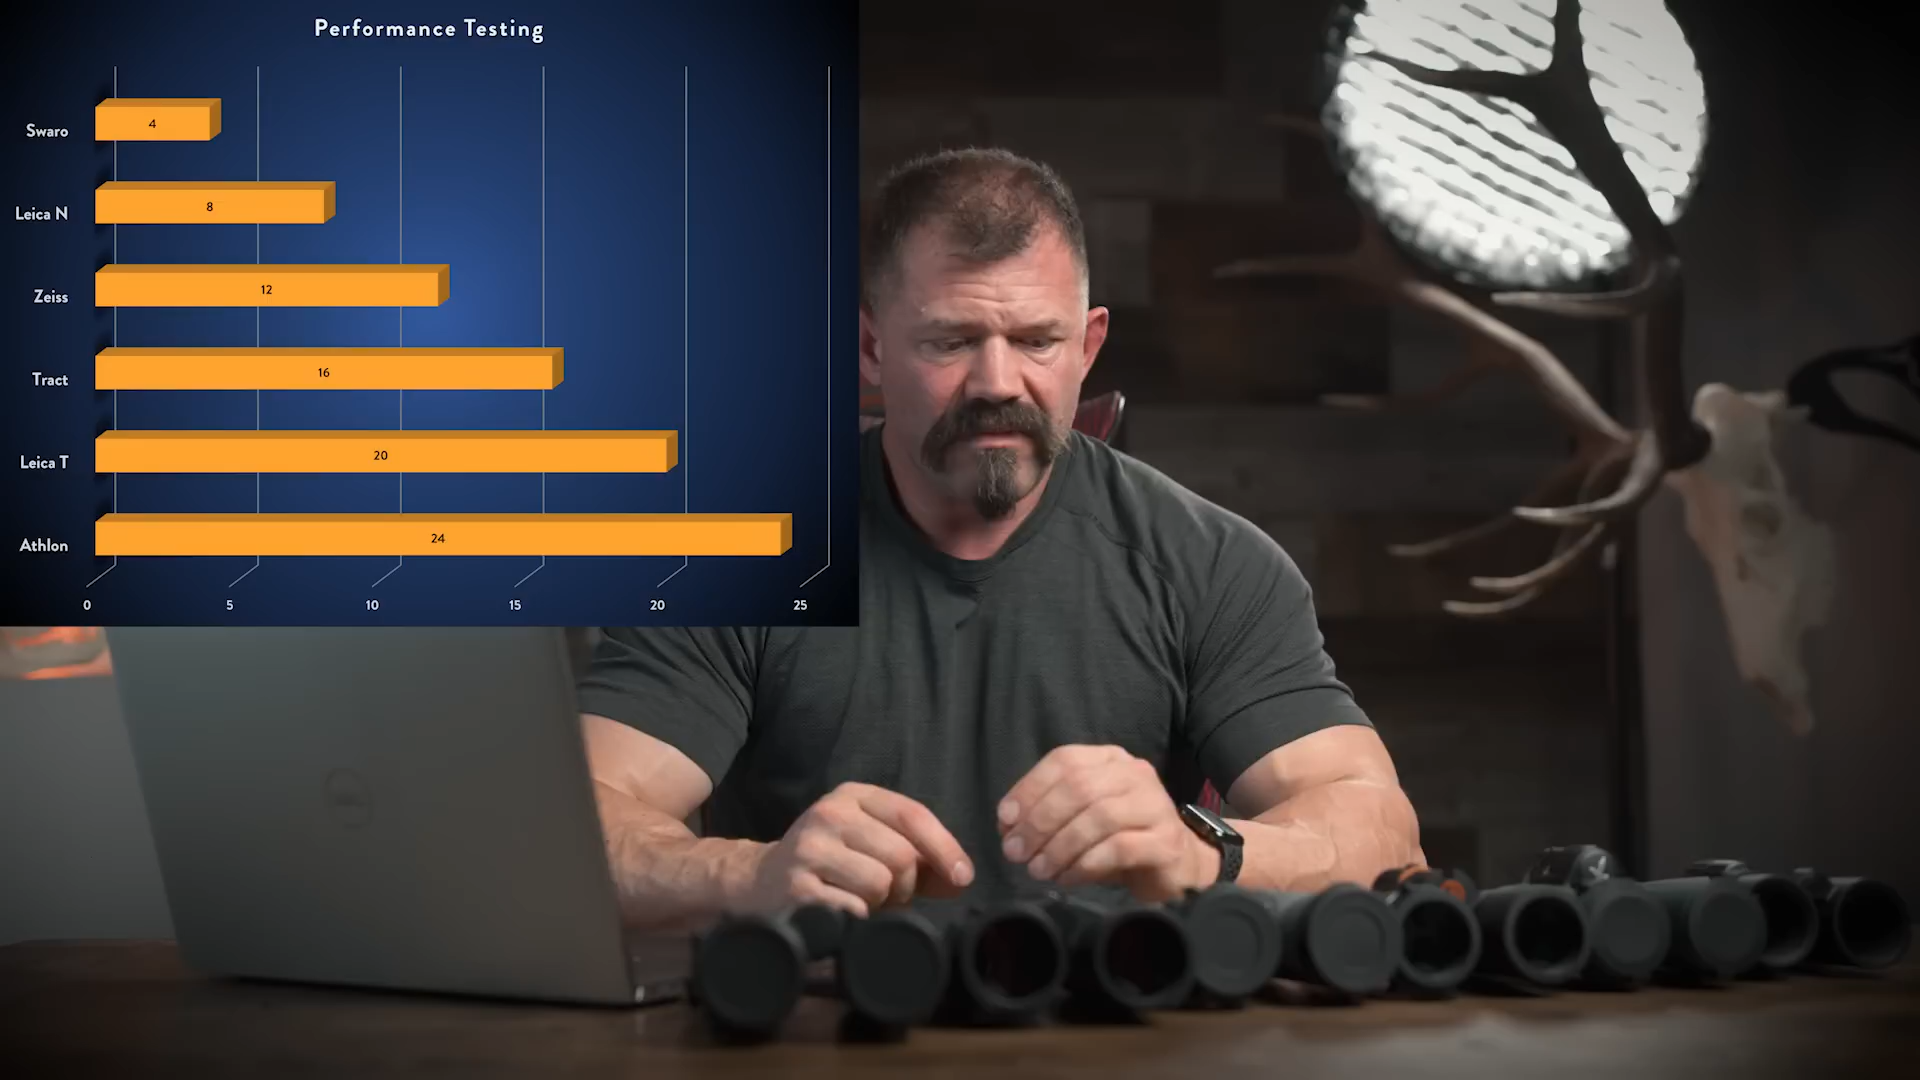 Performance Testing
Swaro 4
Leica N 8
Zeiss 12
Tract 16
Leica T 20
Athlon 24
0 5 10 15 20 25